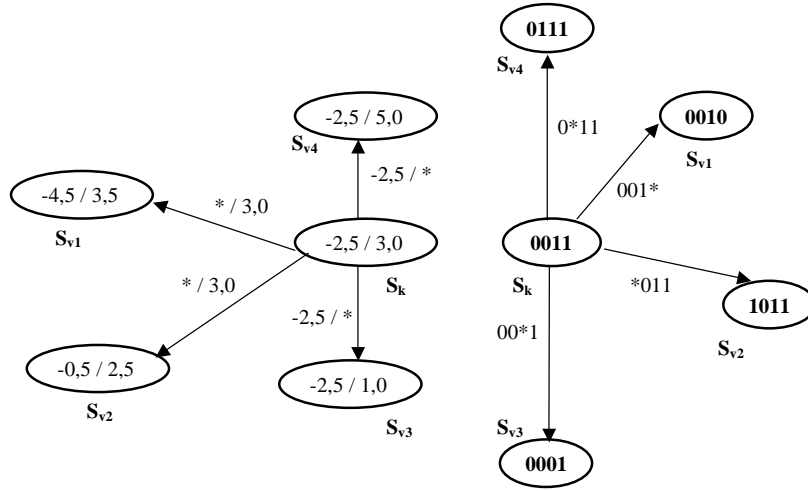 -2,5 / 5,0
S_v4
-2,5 / *
-4,5 / 3,5
S_v1
* / 3,0
-2,5 / 3,0
S_k
* / 3,0
-2,5 / *
-0,5 / 2,5
S_v2
-2,5 / 1,0
S_v3
0111
S_v4
0*11
0010
S_v1
001*
0011
S_k
*011
1011
S_v2
00*1
S_v3
0001